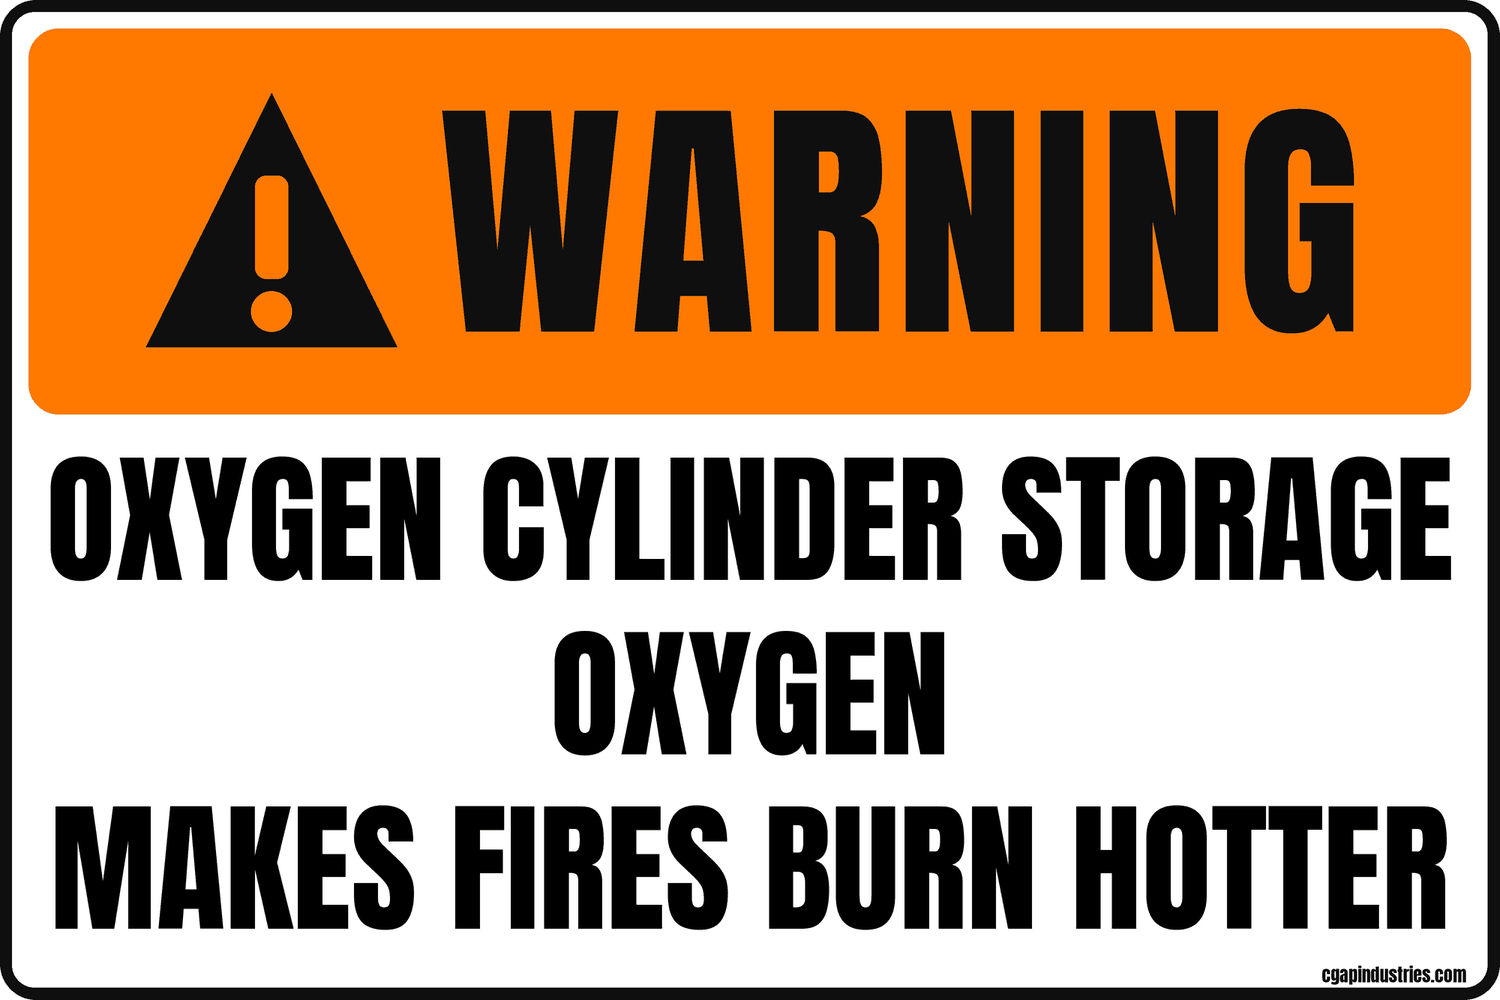 WARNING
OXYGEN CYLINDER STORAGE
OXYGEN
MAKES FIRES BURN HOTTER
cgapindustries.com